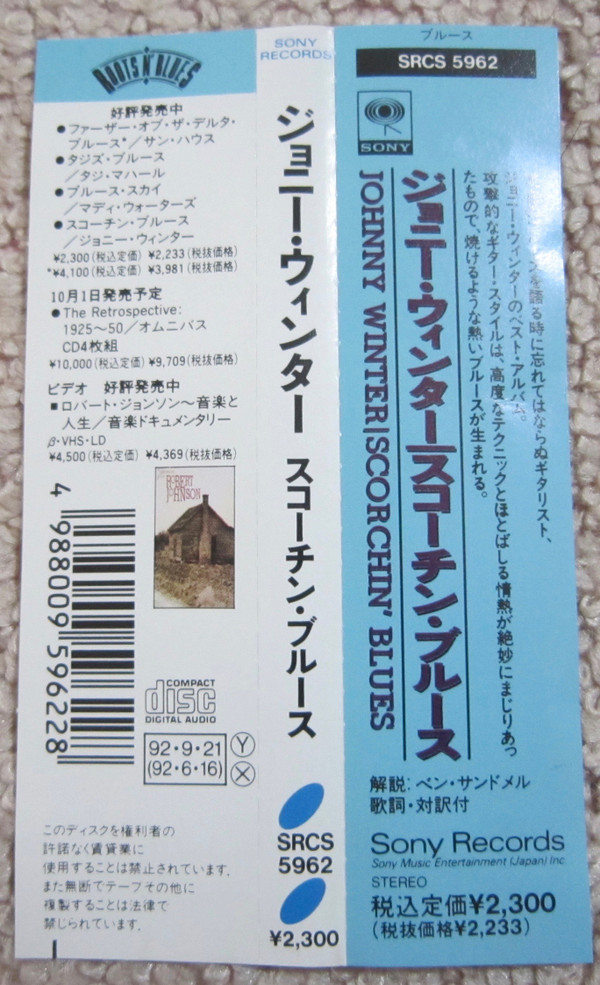 ROOTS N' BLUES
好評発売中
●ファーザー・オブ・ザ・デルタ・
ブルース*／サン・ハウス
●タジズ・ブルース
／タジ・マハール
●ブルース・スカイ
／マディ・ウォーターズ
●スコーチン・ブルース
／ジョニー・ウィンター
¥2,300(税込定価) ¥2,233(税抜価格)
*¥4,100(税込定価) ¥3,981(税抜価格)
10月1日発売予定
●The Retrospective:
1925〜50／オムニバス
CD4枚組
¥10,000(税込定価) ¥9,709(税抜価格)
ビデオ 好評発売中
■ロバート・ジョンソン〜音楽と
人生／音楽ドキュメンタリー
β・VHS・LD
¥4,500(税込定価) ¥4,369(税抜価格)
ROBERT
JOHNSON
4 988009 596228
COMPACT
disc
DIGITAL AUDIO
92・9・21
(92・6・16)
Y
X
このディスクを権利者の
許諾なく賃貸業に
使用することは禁止されています。
また無断でテープその他に
複製することは法律で
禁じられています。
SONY
RECORDS
ジョニー・ウィンター スコーチン・ブルース
SRCS
5962
¥2,300
ブルース
SRCS 5962
SONY
を語る時に忘れてはならぬギタリスト、
ジョニー・ウィンターのベスト・アルバム。
攻撃的なギター・スタイルは、高度なテクニックとほとばしる情熱が絶妙にまじりあっ
たもので、焼けるような熱いブルースが生まれる。
ジョニー・ウィンター|スコーチン・ブルース
JOHNNY WINTER|SCORCHIN' BLUES
解説：ベン・サンドメル
歌詞・対訳付
Sony Records
Sony Music Entertainment (Japan) Inc.
STEREO
税込定価¥2,300
(税抜価格¥2,233)